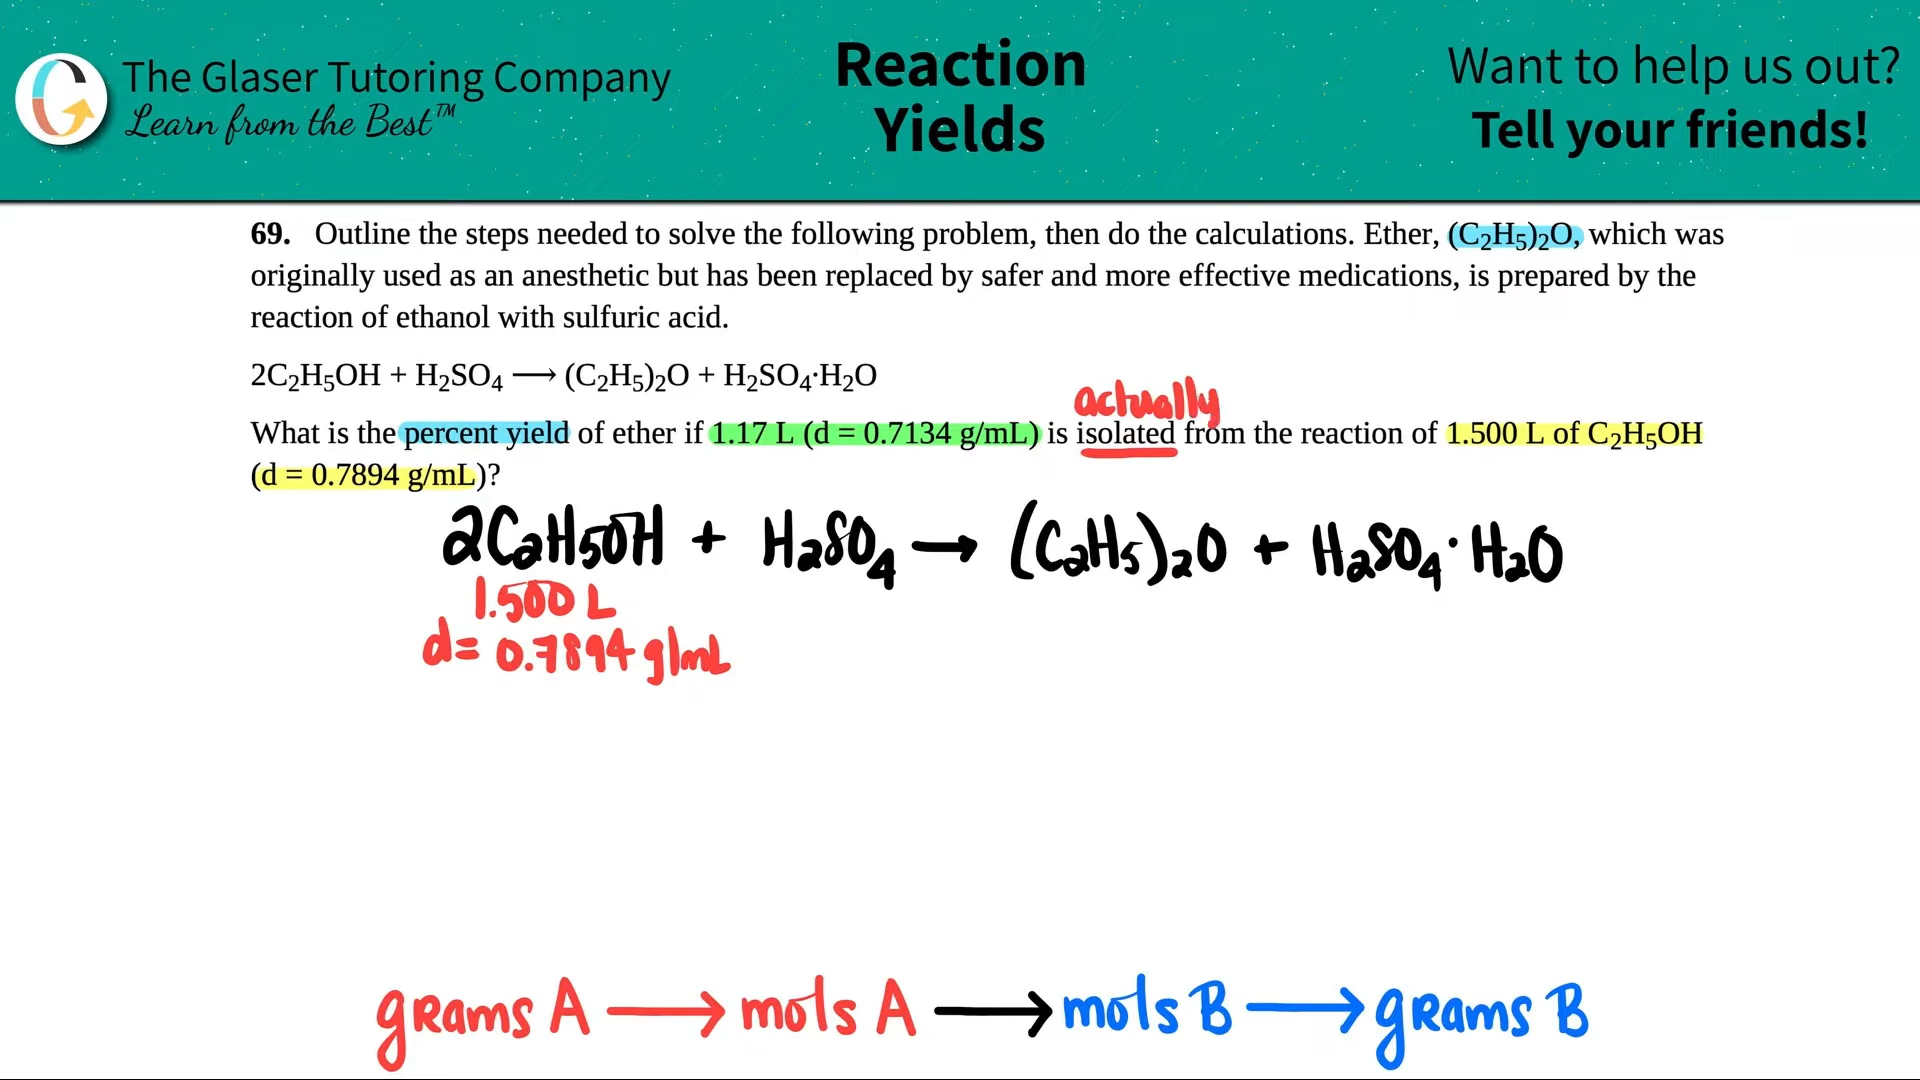 The Glaser Tutoring Company
Learn from the Best™
Reaction
Yields
Want to help us out?
Tell your friends!
69. Outline the steps needed to solve the following problem, then do the calculations. Ether, (C₂H₅)₂O, which was
originally used as an anesthetic but has been replaced by safer and more effective medications, is prepared by the
reaction of ethanol with sulfuric acid.
2C₂H₅OH + H₂SO₄ ⟶ (C₂H₅)₂O + H₂SO₄·H₂O
actually
What is the percent yield of ether if 1.17 L (d = 0.7134 g/mL) is isolated from the reaction of 1.500 L of C₂H₅OH
(d = 0.7894 g/mL)?
2C₂H₅OH + H₂SO₄ → (C₂H₅)₂O + H₂SO₄·H₂O
1.500 L
d= 0.7894 g/mL
grams A → mols A → mols B → grams B